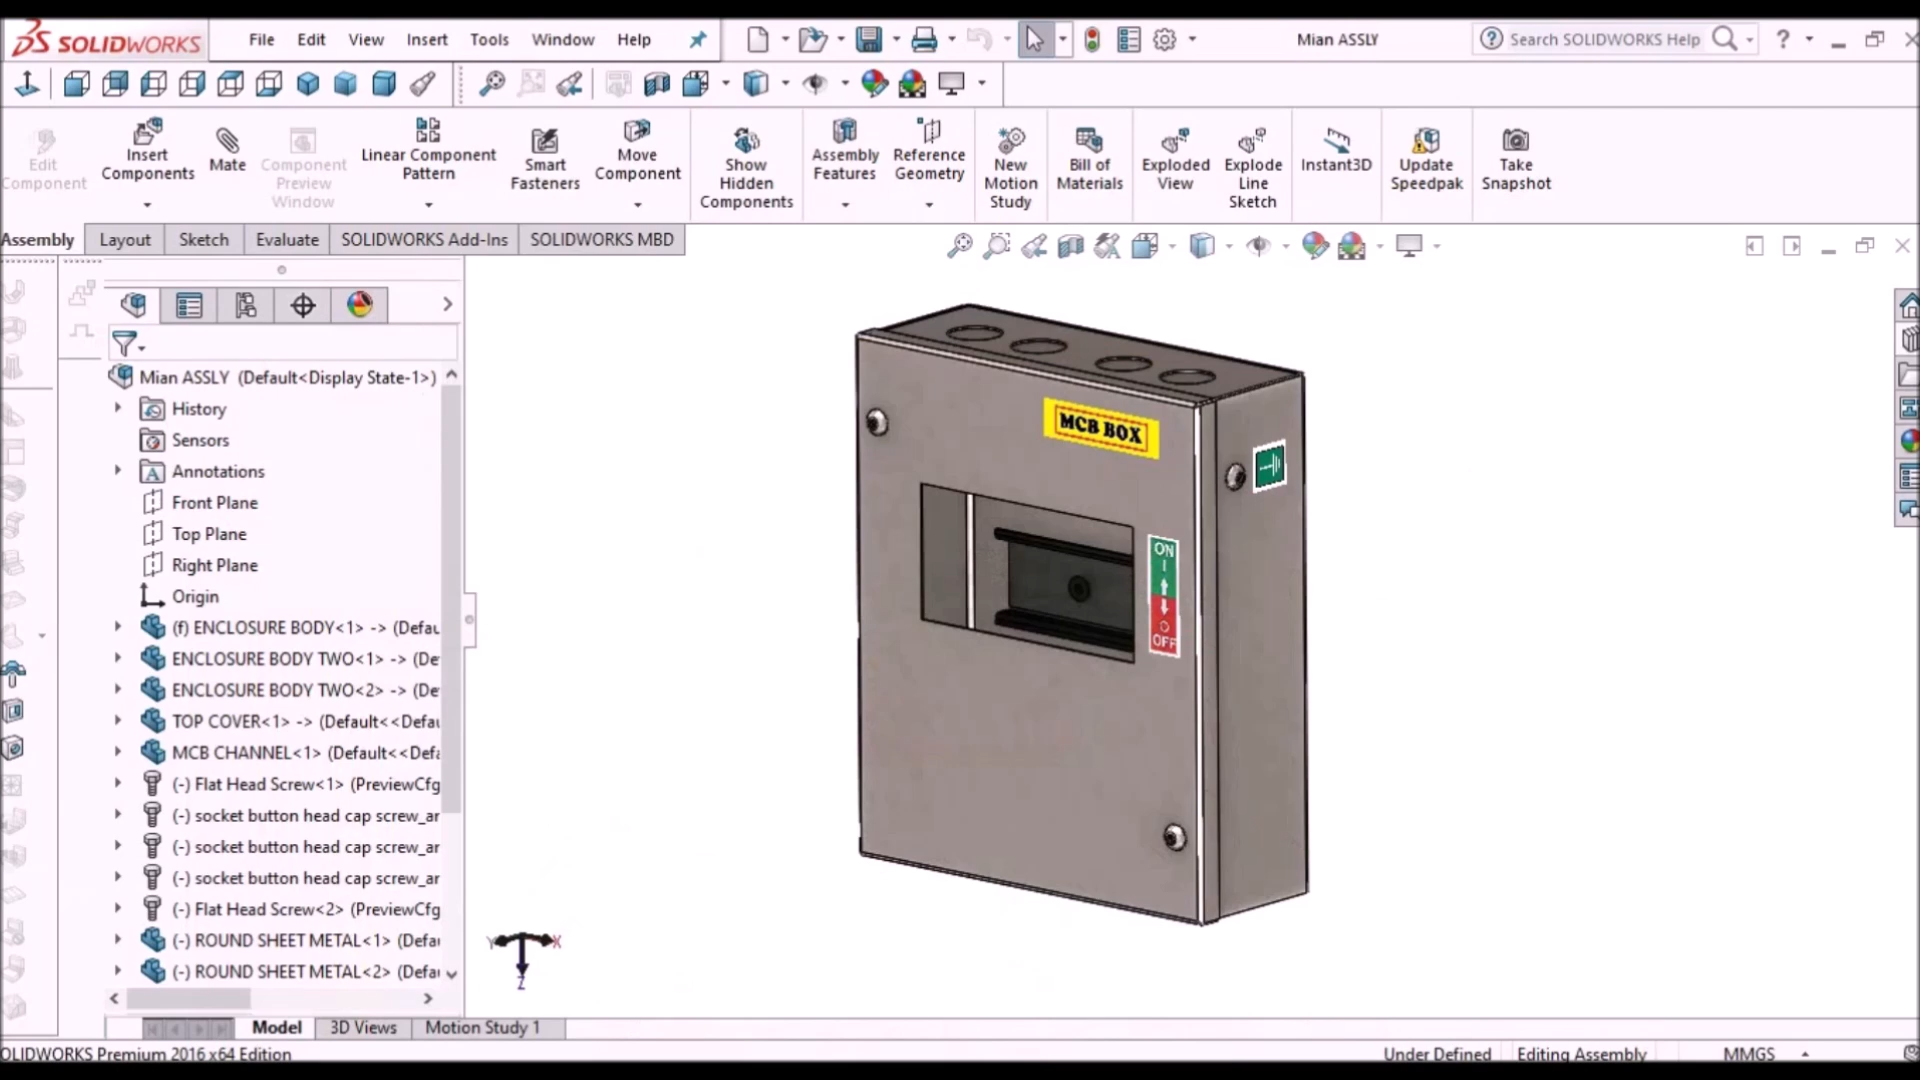 SOLIDWORKS
File Edit View Insert Tools Window Help
Mian ASSLY
Search SOLIDWORKS Help
?
Edit Component
Insert Components
Mate
Component Preview Window
Linear Component Pattern
Smart Fasteners
Move Component
Show Hidden Components
Assembly Features
Reference Geometry
New Motion Study
Bill of Materials
Exploded View
Explode Line Sketch
Instant3D
Update Speedpak
Take Snapshot
Assembly Layout Sketch Evaluate SOLIDWORKS Add-Ins SOLIDWORKS MBD
Mian ASSLY (Default<Display State-1>)
History
Sensors
Annotations
Front Plane
Top Plane
Right Plane
Origin
(f) ENCLOSURE BODY<1> -> (Defau
ENCLOSURE BODY TWO<1> -> (De
ENCLOSURE BODY TWO<2> -> (De
TOP COVER<1> -> (Default<<Defau
MCB CHANNEL<1> (Default<<Defa
(-) Flat Head Screw<1> (PreviewCfg
(-) socket button head cap screw_ar
(-) socket button head cap screw_ar
(-) socket button head cap screw_ar
(-) Flat Head Screw<2> (PreviewCfg
(-) ROUND SHEET METAL<1> (Defau
(-) ROUND SHEET METAL<2> (Defau
MCB BOX
ON
I
O
OFF
Y X
Z
Model 3D Views Motion Study 1
OLIDWORKS Premium 2016 x64 Edition
Under Defined Editing Assembly MMGS